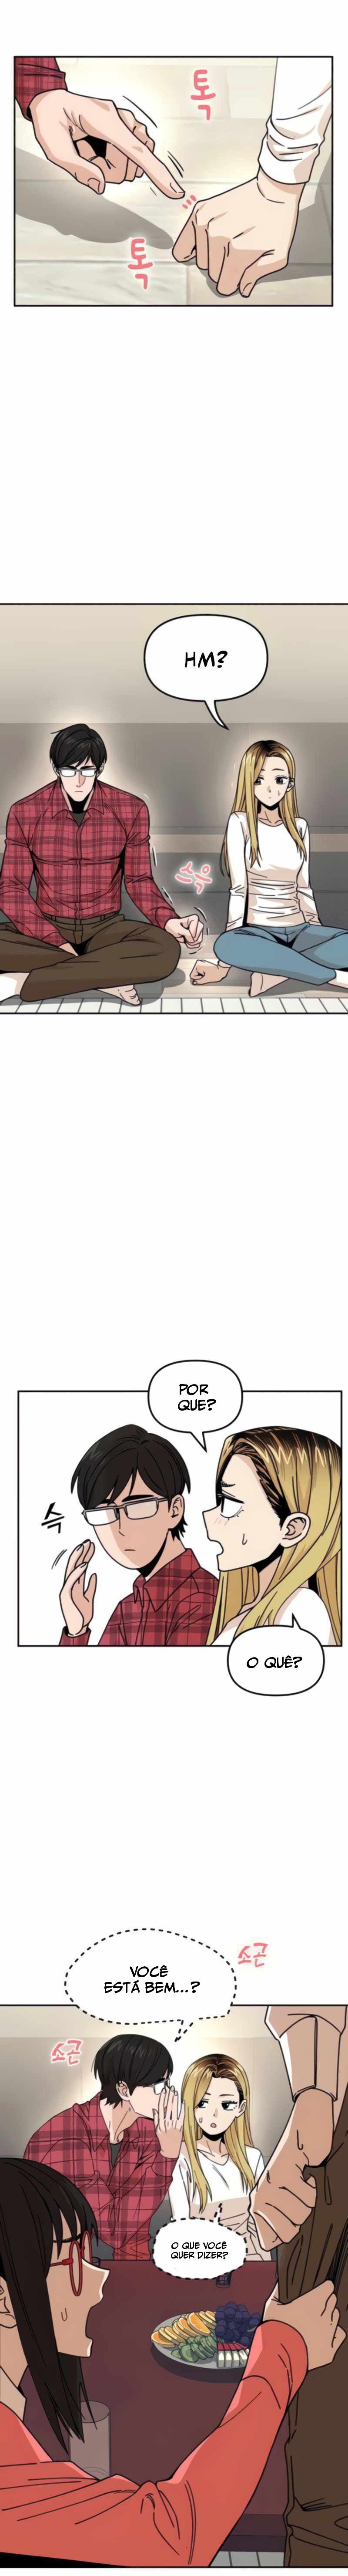 톡
톡
HM?
스윽
POR
QUE?
슥
O QUÊ?
소곤
VOCÊ
ESTÁ BEM...?
소곤
O QUE VOCÊ
QUER DIZER?